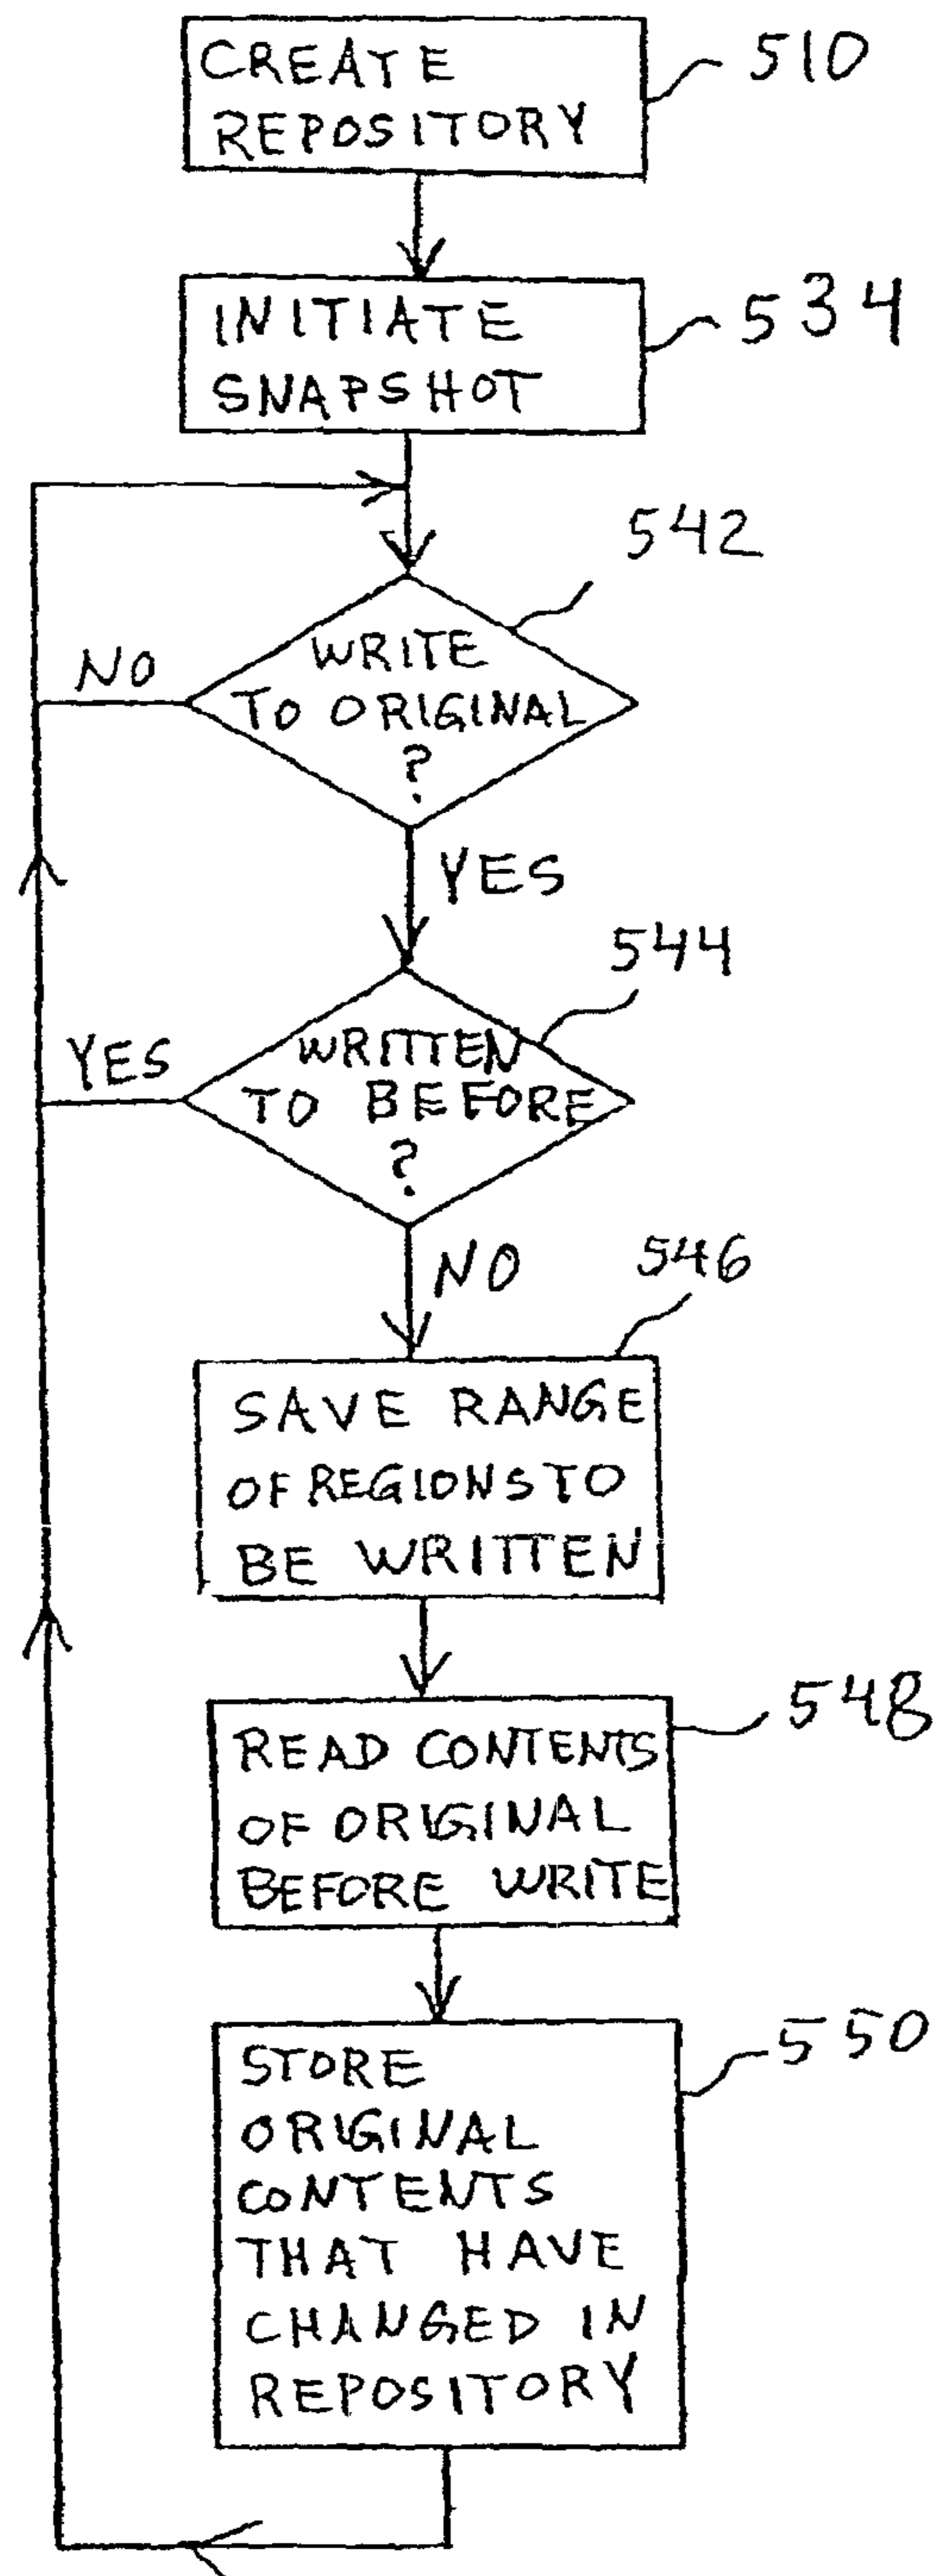 CREATE
REPOSITORY
510
INITIATE
SNAPSHOT
534
542
WRITE
TO ORIGINAL
?
NO
YES
544
WRITTEN
TO BEFORE
?
YES
NO
546
SAVE RANGE
OF REGIONS TO
BE WRITTEN
548
READ CONTENTS
OF ORIGINAL
BEFORE WRITE
550
STORE
ORIGINAL
CONTENTS
THAT HAVE
CHANGED IN
REPOSITORY